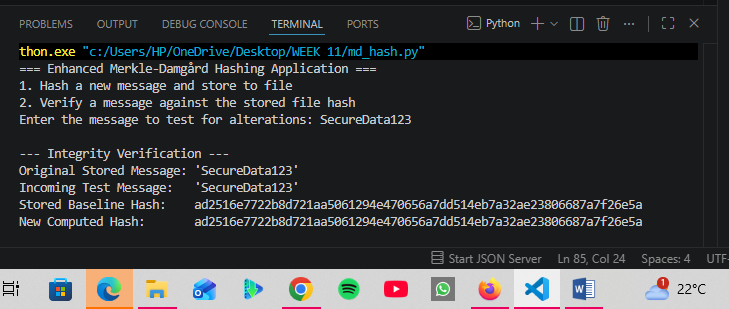 PROBLEMS OUTPUT DEBUG CONSOLE TERMINAL PORTS Python
thon.exe "c:/Users/HP/OneDrive/Desktop/WEEK 11/md_hash.py"
=== Enhanced Merkle-Damgård Hashing Application ===
1. Hash a new message and store to file
2. Verify a message against the stored file hash
Enter the message to test for alterations: SecureData123
--- Integrity Verification ---
Original Stored Message: 'SecureData123'
Incoming Test Message: 'SecureData123'
Stored Baseline Hash: ad2516e7722b8d721aa5061294e470656a7dd514eb7a32ae23806687a7f26e5a
New Computed Hash: ad2516e7722b8d721aa5061294e470656a7dd514eb7a32ae23806687a7f26e5a
Start JSON Server Ln 85, Col 24 Spaces: 4 UTF-
1 22°C